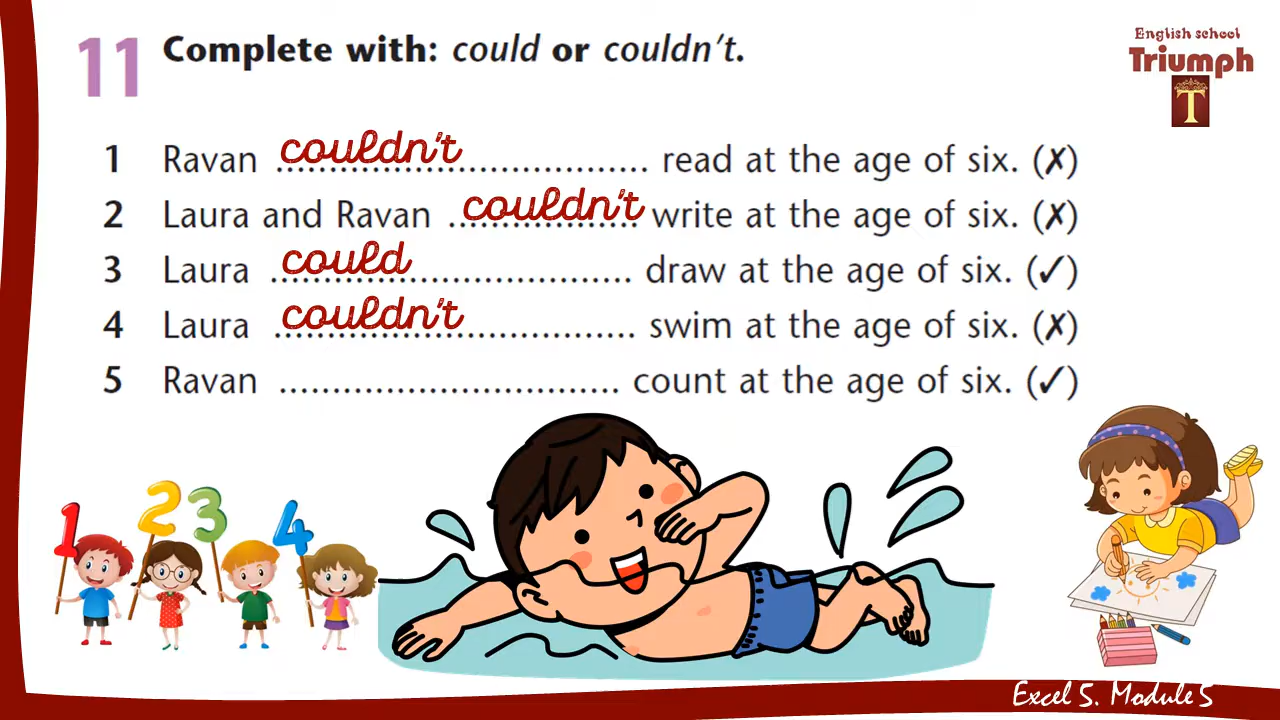 11 Complete with: could or couldn't.
English school
Triumph
T
1 Ravan couldn't read at the age of six. (✗)
2 Laura and Ravan couldn't write at the age of six. (✗)
3 Laura could draw at the age of six. (✓)
4 Laura couldn't swim at the age of six. (✗)
5 Ravan ................................. count at the age of six. (✓)
1 2 3 4
Excel 5. Module 5